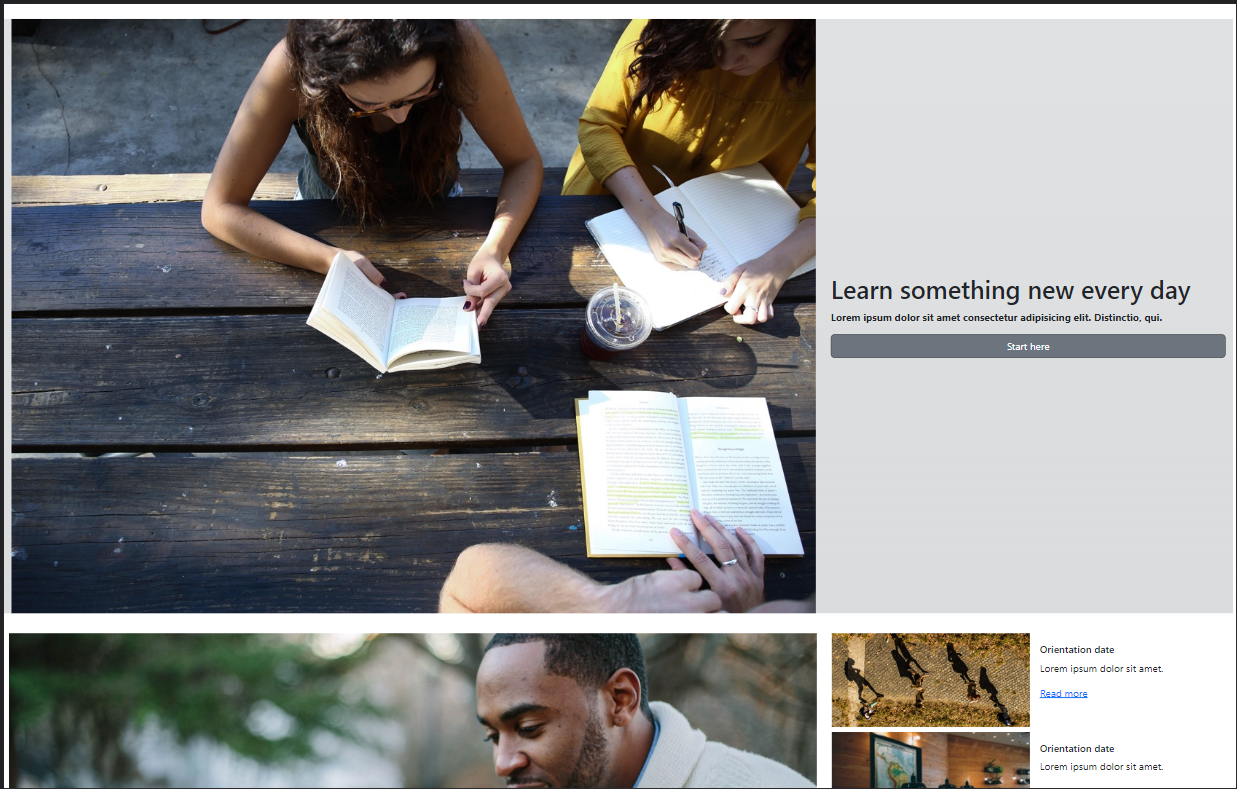 Learn something new every day
Lorem ipsum dolor sit amet consectetur adipisicing elit. Distinctio, qui.
Start here
Orientation date
Lorem ipsum dolor sit amet.
Read more
Orientation date
Lorem ipsum dolor sit amet.